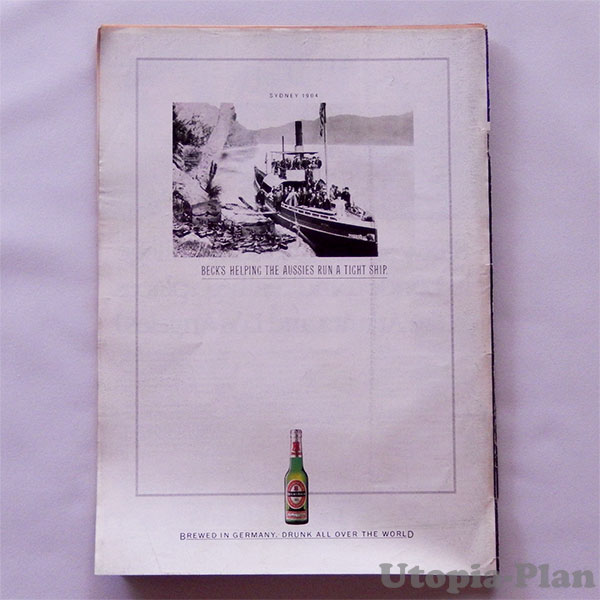 SYDNEY 1904
BECK'S HELPING THE AUSSIES RUN A TIGHT SHIP.
BREWED IN GERMANY. DRUNK ALL OVER THE WORLD
Utopia-Plan